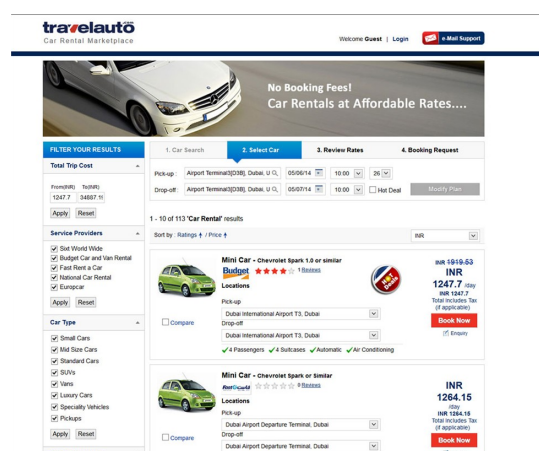 travelauto.com
Car Rental Marketplace
Welcome Guest | Login
e-Mail Support
No Booking Fees!
Car Rentals at Affordable Rates....
FILTER YOUR RESULTS
Total Trip Cost
From(INR) To(INR)
1247.7 34887.1
Apply Reset
Service Providers
Sixt World Wide
Budget Car and Van Rental
Fast Rent a Car
National Car Rental
Europcar
Apply Reset
Car Type
Small Cars
Mid Size Cars
Standard Cars
SUVs
Vans
Luxury Cars
Speciality Vehicles
Pickups
Apply Reset
1. Car Search 2. Select Car 3. Review Rates 4. Booking Request
Pick-up : Airport Terminal3[D3B], Dubai, U 05/06/14 10:00 26
Drop-off : Airport Terminal3[D3B], Dubai, U 05/07/14 10:00 Hot Deal Modify Plan
1 - 10 of 113 'Car Rental' results
Sort by : Ratings / Price INR
Mini Car - Chevrolet Spark 1.0 or similar
Budget 1 Reviews
HOT Deals
Locations
Pick-up
Dubai International Airport T3, Dubai
Drop-off
Dubai International Airport T3, Dubai
4 Passengers 4 Suitcases Automatic Air Conditioning
Compare
INR 1919.53
INR
1247.7 /day
INR 1247.7
Total Includes Tax
(if applicable)
Book Now
Enquiry
Mini Car - Chevrolet Spark or Similar
0 Reviews
Locations
Pick-up
Dubai Airport Departure Terminal, Dubai
Drop-off
Dubai Airport Departure Terminal, Dubai
Compare
INR
1264.15
/day
INR 1264.15
Total Includes Tax
(if applicable)
Book Now